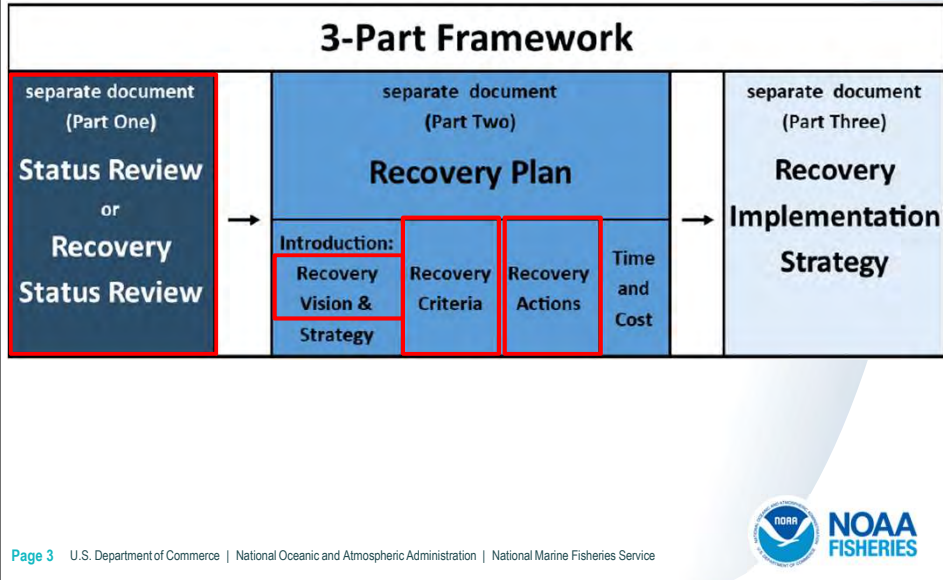 3-Part Framework
separate document
(Part One)
Status Review
or
Recovery
Status Review
separate document
(Part Two)
Recovery Plan
Introduction:
Recovery
Vision &
Strategy
Recovery
Criteria
Recovery
Actions
Time
and
Cost
separate document
(Part Three)
Recovery
Implementation
Strategy
Page 3 U.S. Department of Commerce | National Oceanic and Atmospheric Administration | National Marine Fisheries Service
NOAA
NOAA
FISHERIES